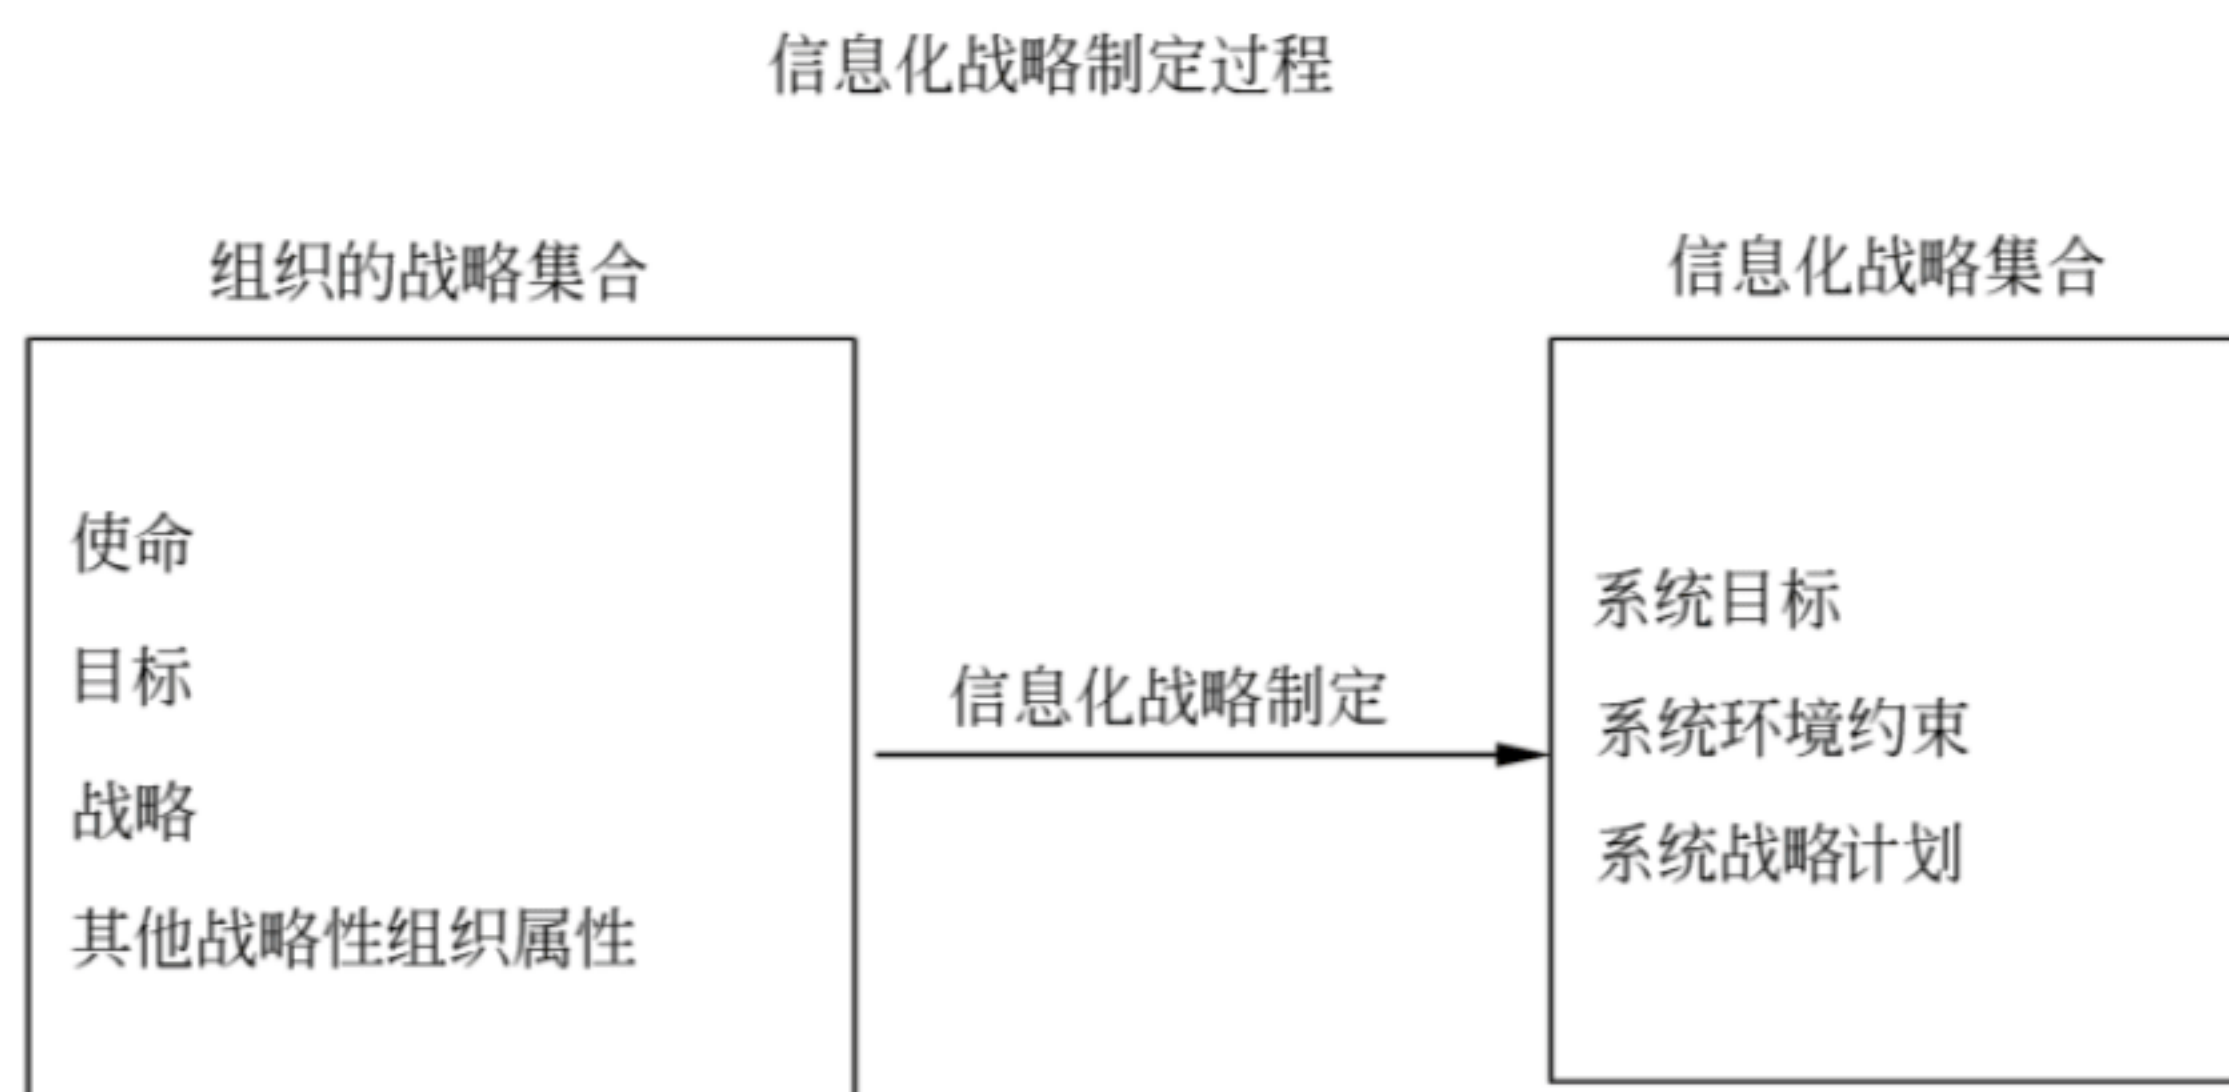 信息化战略制定过程
组织的战略集合
使命
目标
战略
其他战略性组织属性
信息化战略制定
信息化战略集合
系统目标
系统环境约束
系统战略计划